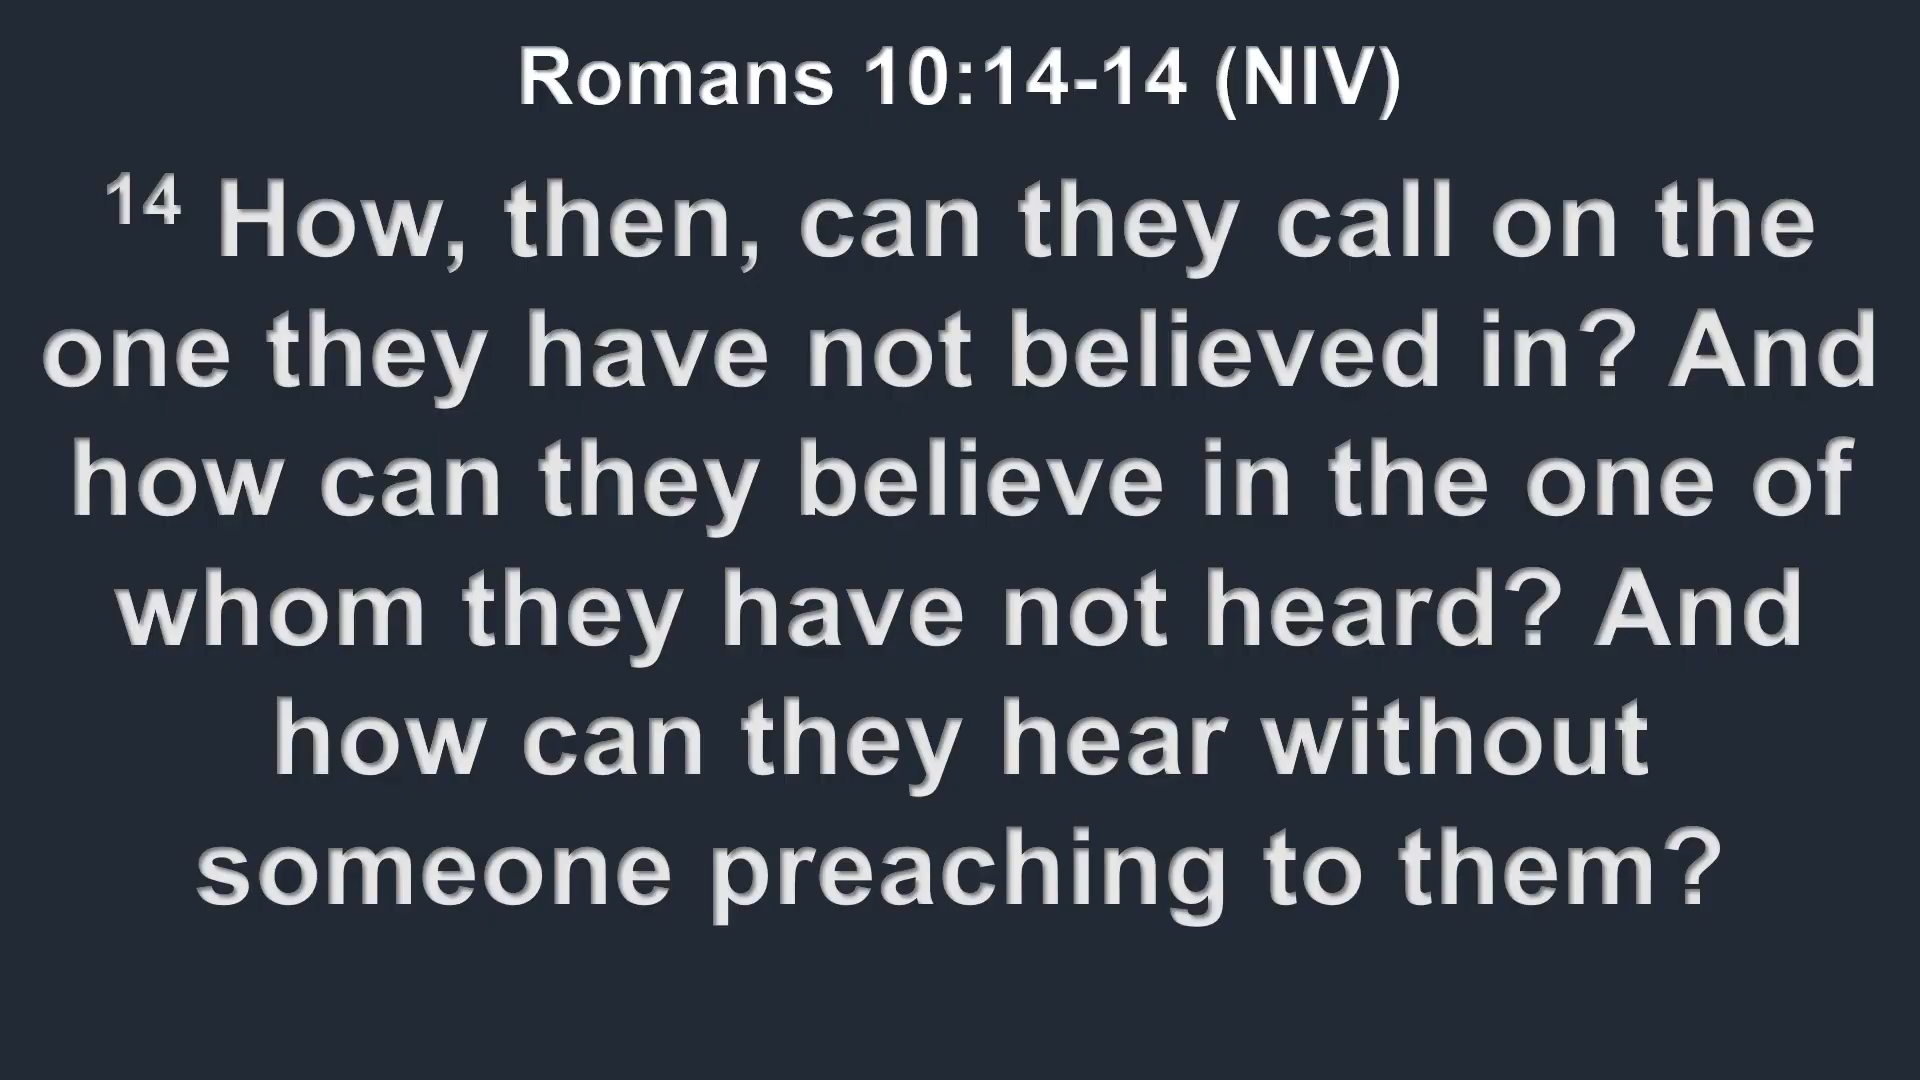 Romans 10:14-14 (NIV)
14 How, then, can they call on the
one they have not believed in? And
how can they believe in the one of
whom they have not heard? And
how can they hear without
someone preaching to them?